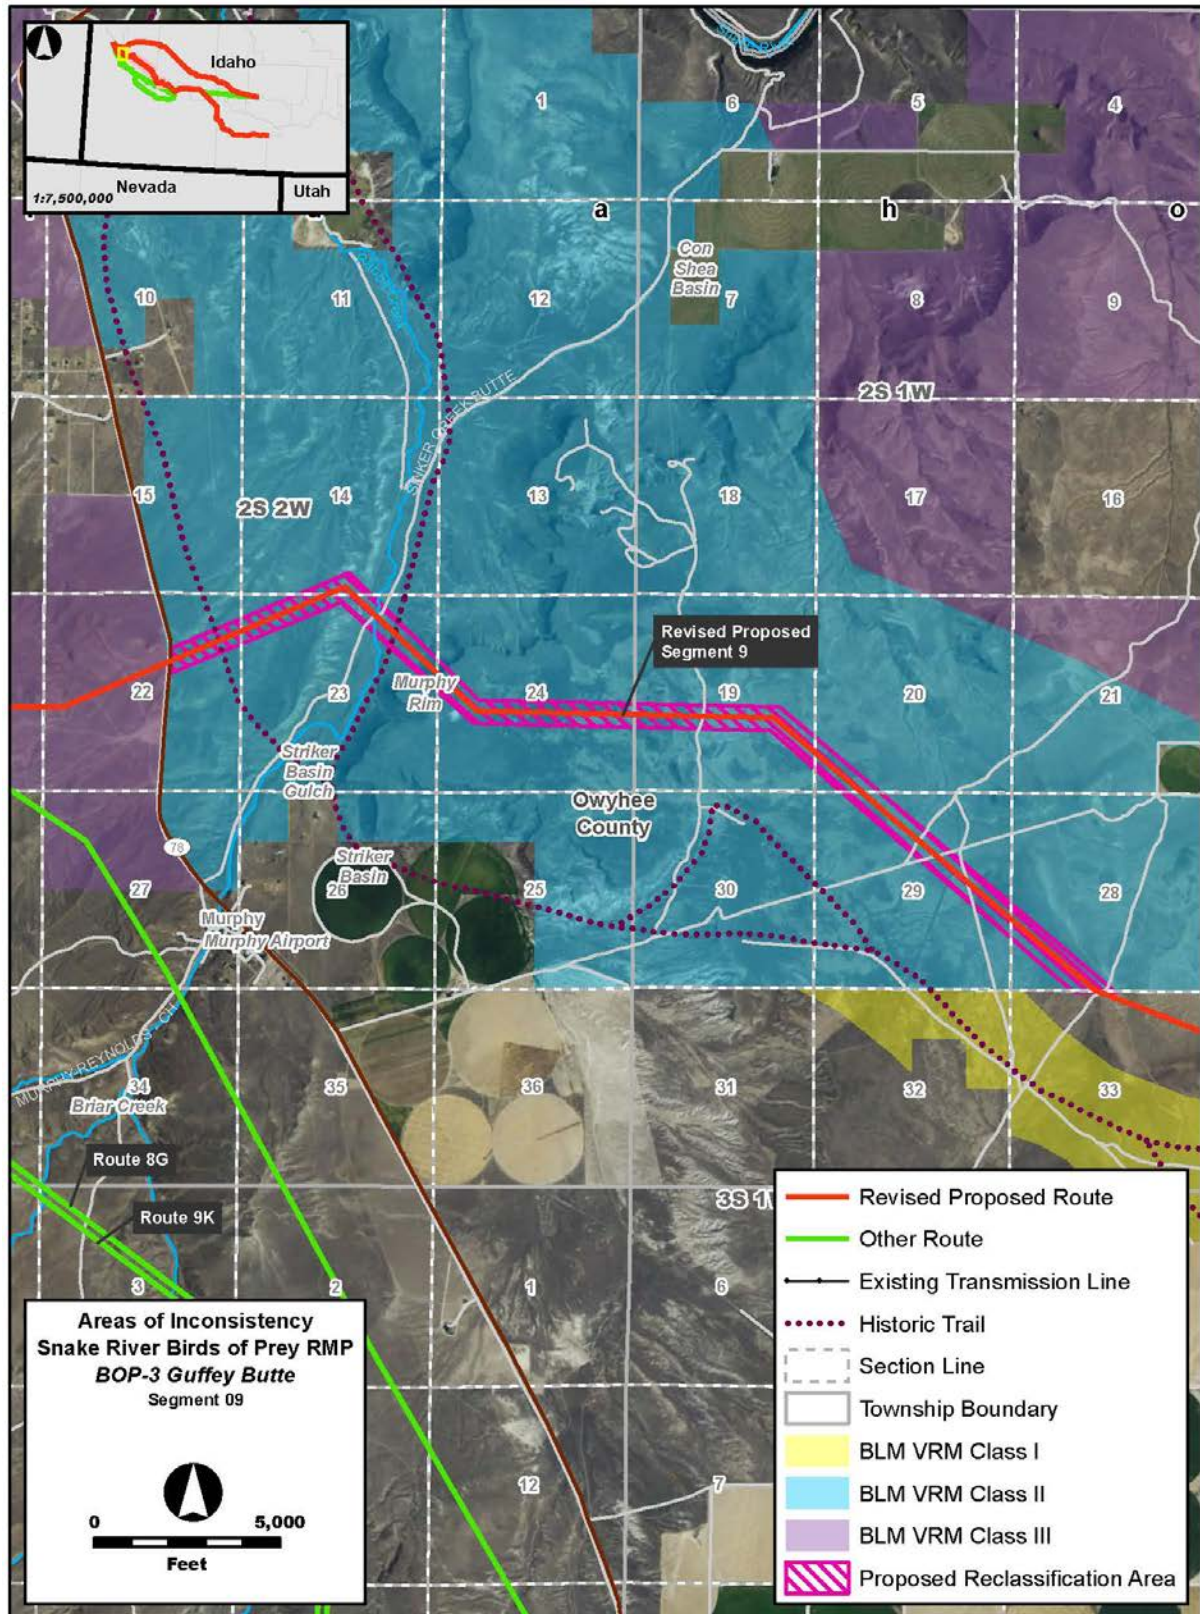 Idaho
Nevada
Utah
1:7,500,000
1
6
5
4
a
h
o
Con
Shea
Basin
10
11
12
7
8
9
2S 1W
SINKER CREEK BUTTE
15
2S 2W
14
13
18
17
16
Revised Proposed
Segment 9
22
23
Murphy
Rim
24
19
20
21
Striker
Basin
Gulch
Owyhee
County
78
27
Striker
Basin
26
25
30
29
28
Murphy
Murphy Airport
MURPHY-REYNOLDS - CH
34
Briar Creek
35
36
31
32
33
Route 8G
Route 9K
3S 1W
3
2
1
6
12
7
Areas of Inconsistency
Snake River Birds of Prey RMP
BOP-3 Guffey Butte
Segment 09
0 5,000
Feet
Revised Proposed Route
Other Route
Existing Transmission Line
Historic Trail
Section Line
Township Boundary
BLM VRM Class I
BLM VRM Class II
BLM VRM Class III
Proposed Reclassification Area